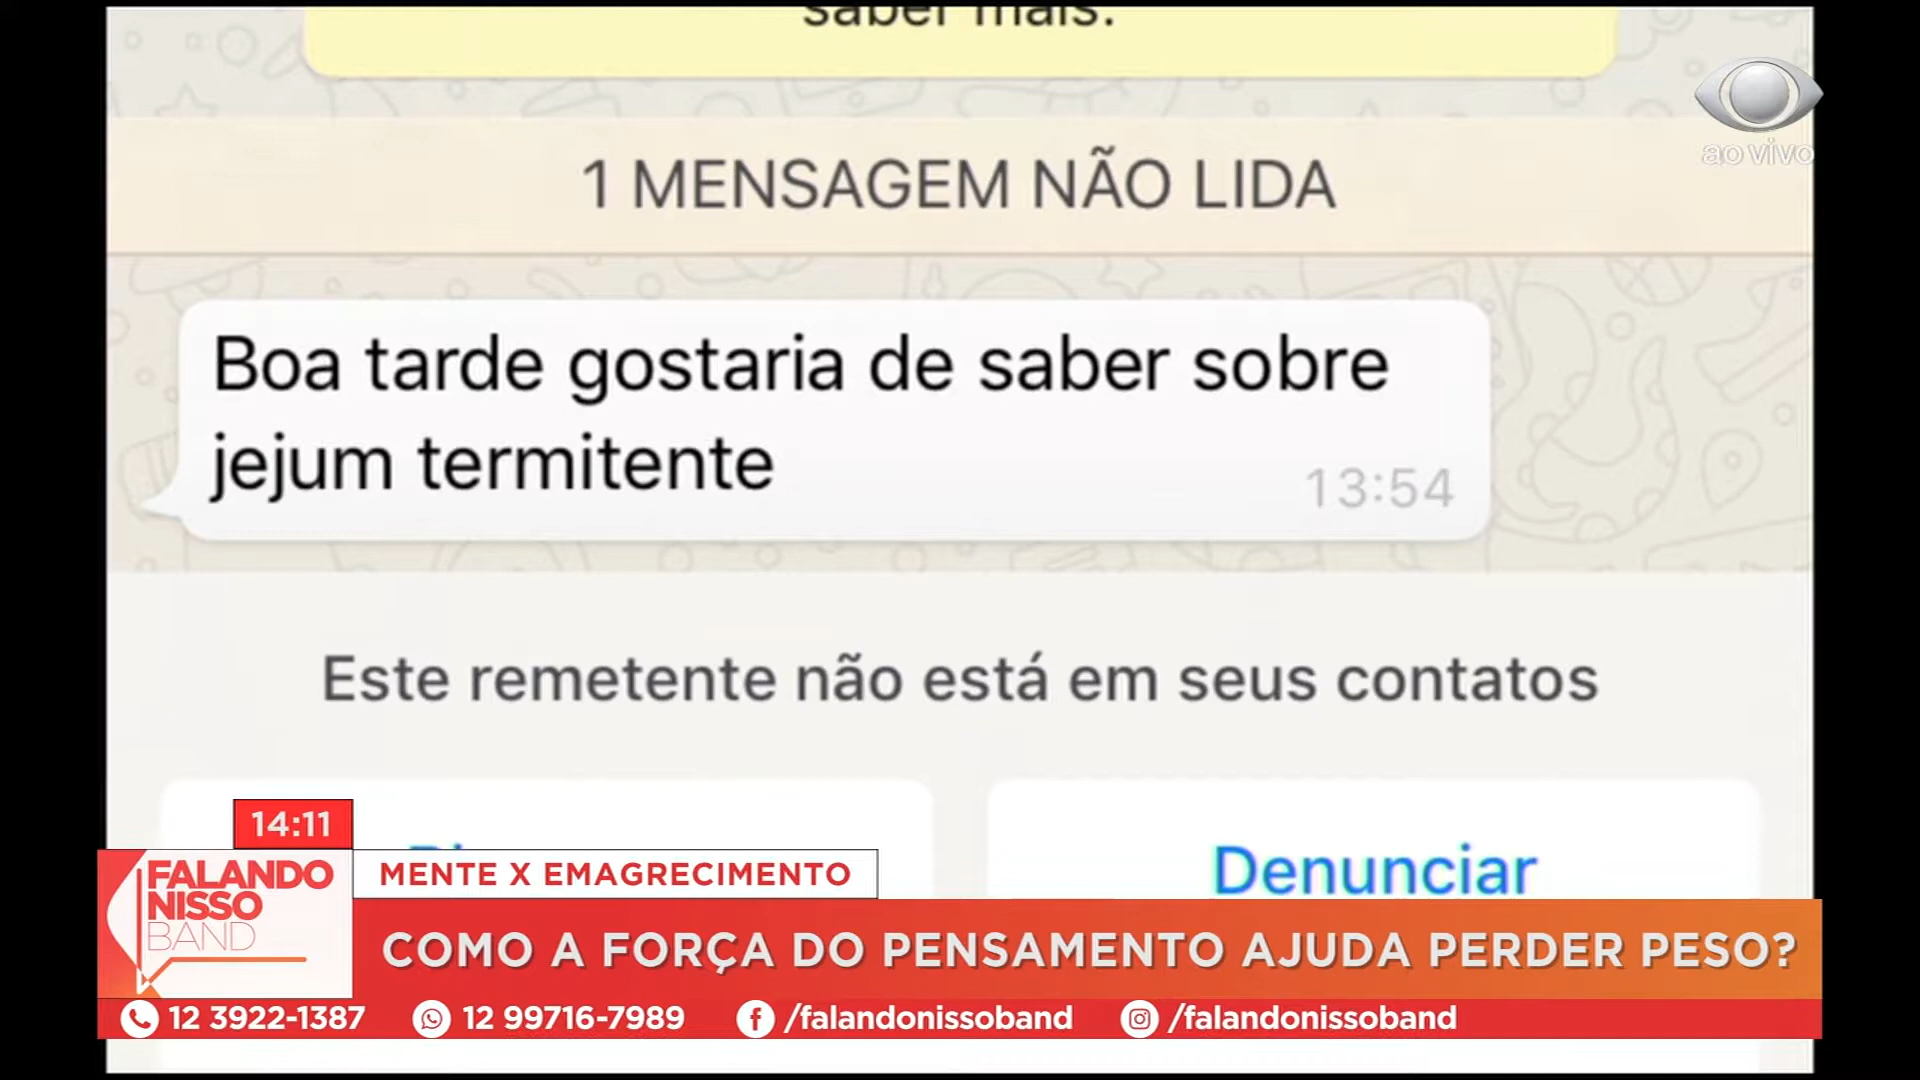 saber mais.
ao vivo
1 MENSAGEM NÃO LIDA
Boa tarde gostaria de saber sobre
jejum termitente
13:54
Este remetente não está em seus contatos
Denunciar
14:11
FALANDO
NISSO
BAND
MENTE X EMAGRECIMENTO
COMO A FORÇA DO PENSAMENTO AJUDA PERDER PESO?
12 3922-1387 12 99716-7989 /falandonissoband /falandonissoband